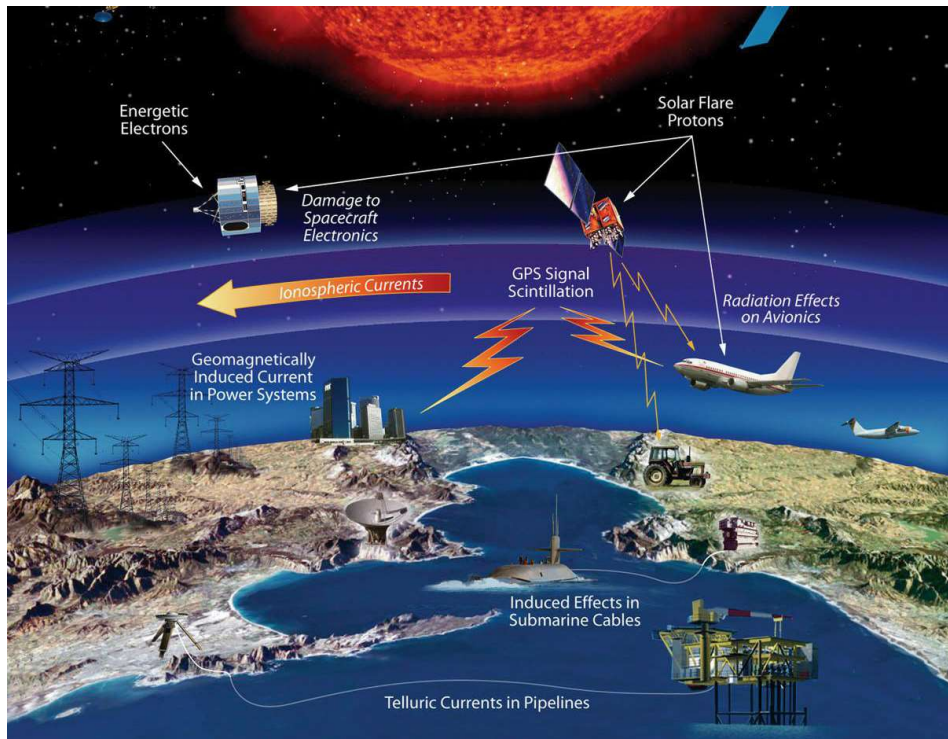 Energetic
Electrons
Solar Flare
Protons
Damage to
Spacecraft
Electronics
Ionospheric Currents
GPS Signal
Scintillation
Radiation Effects
on Avionics
Geomagnetically
Induced Current
in Power Systems
Induced Effects in
Submarine Cables
Telluric Currents in Pipelines